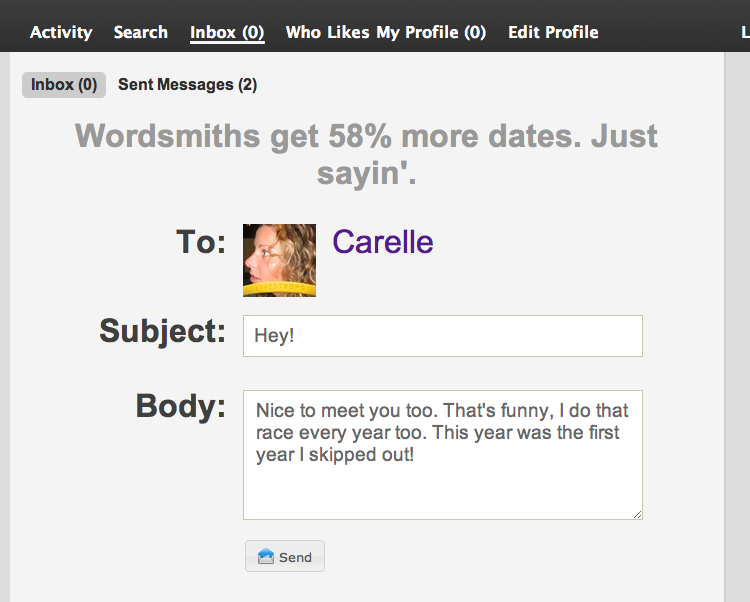 Activity Search Inbox (0) Who Likes My Profile (0) Edit Profile L
Inbox (0) Sent Messages (2)
Wordsmiths get 58% more dates. Just
sayin'.
To: Carelle
LIVESTRONG
Subject: Hey!
Body: Nice to meet you too. That's funny, I do that
race every year too. This year was the first
year I skipped out!
Send